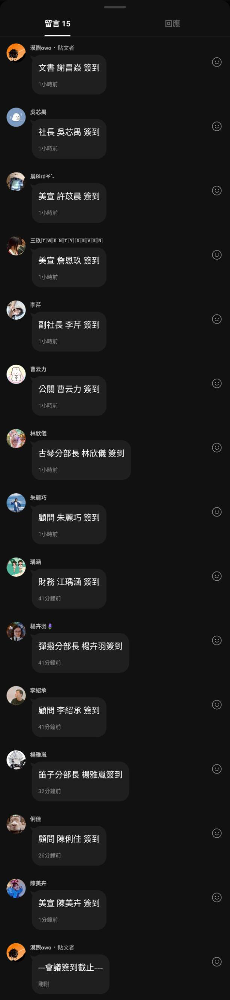 留言 15
回應
漠煦owo・貼文者
文書 謝昌焱 簽到
1小時前
吳芯禺
社長 吳芯禺 簽到
1小時前
晨Bird
美宣 許苡晨 簽到
1小時前
三玖🅃🅆🄴🄽🅃🅈 🅂🄴🅅🄴🄽
美宣 詹恩玖 簽到
1小時前
李芹
副社長 李芹 簽到
1小時前
曹云力
公關 曹云力 簽到
1小時前
林欣儀
古琴分部長 林欣儀 簽到
1小時前
朱麗巧
顧問 朱麗巧 簽到
1小時前
瑀涵
財務 江瑀涵 簽到
41分鐘前
楊卉羽
彈撥分部長 楊卉羽簽到
41分鐘前
李紹承
顧問 李紹承 簽到
41分鐘前
楊雅嵐
笛子分部長 楊雅嵐簽到
32分鐘前
俐佳
顧問 陳俐佳 簽到
26分鐘前
陳美卉
美宣 陳美卉 簽到
1分鐘前
漠煦owo・貼文者
---會議簽到截止---
剛剛